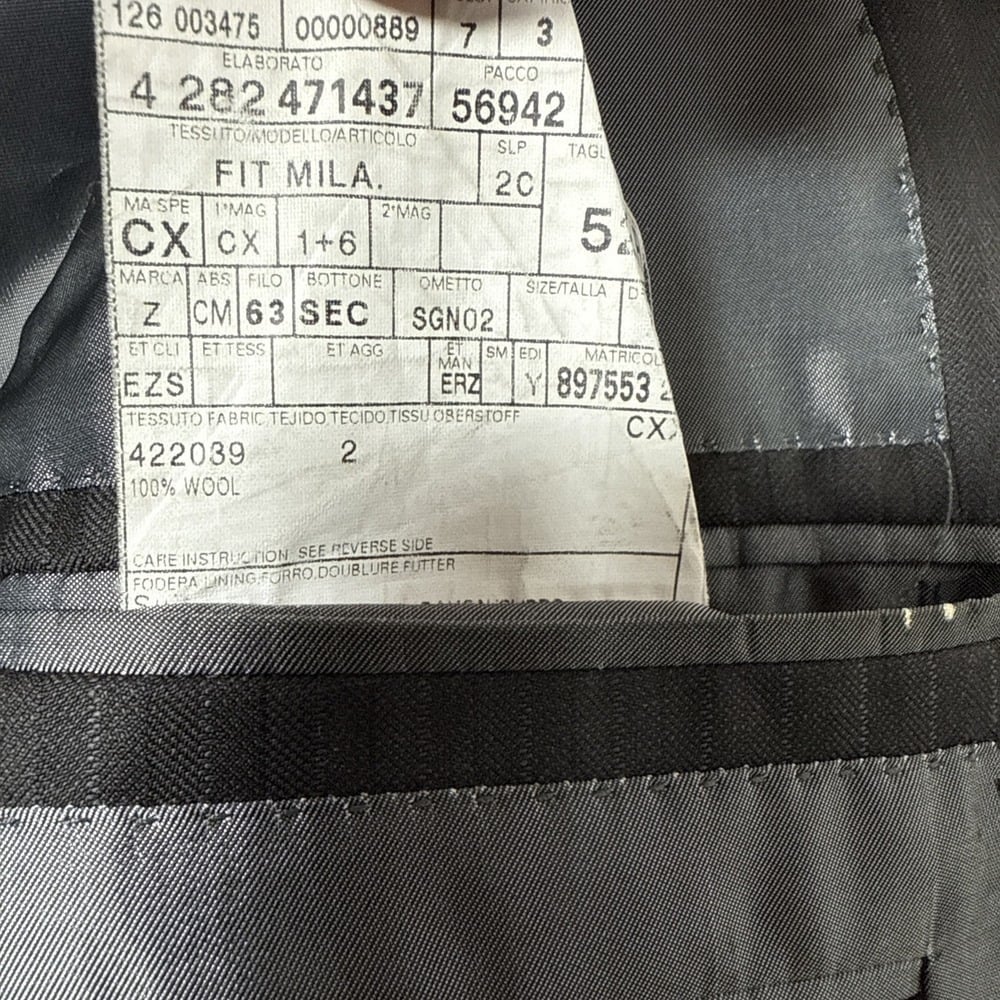 126 003475 00000889 7 3
ELABORATO PACCO
4 282 471437 56942
TESSUTO/MODELLO/ARTICOLO SLP TAGL
FIT MILA. 2C
MA SPE 1°MAG 2°MAG
CX CX 1+6
MARCA ABS FILO BOTTONE OMETTO SIZE/TALLA
Z CM 63 SEC SGN02
ET CLI ET TESS ET AGG ET MAN SM EDI MATRICOL
EZS ERZ Y 897553
TESSUTO FABRIC,TEJIDO,TECIDO,TISSU OBERSTOFF
CX
422039 2
100% WOOL
CARE INSTRUCTION SEE REVERSE SIDE
FODERA LINING,FORRO,DOUBLURE,FUTTER